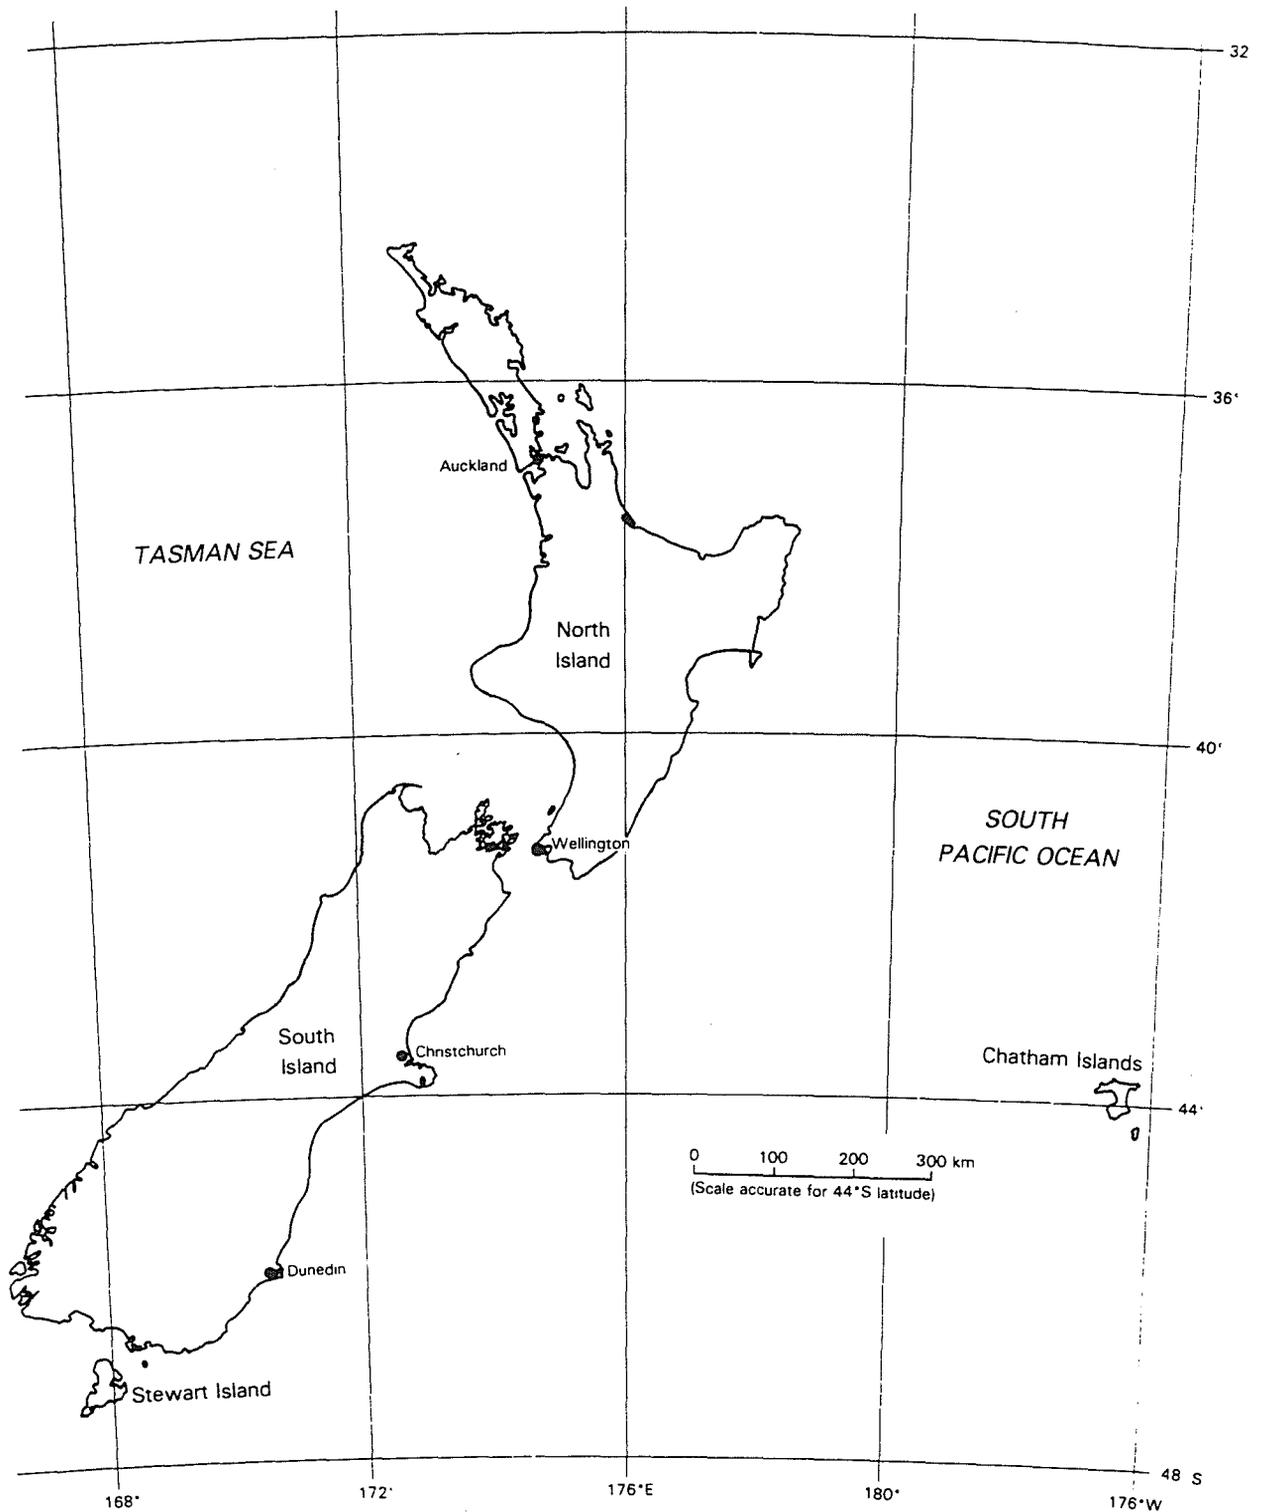 32
36°
Auckland
TASMAN SEA
North
Island
40°
SOUTH
PACIFIC OCEAN
Wellington
South
Island
Christchurch
Chatham Islands
44°
0 100 200 300 km
(Scale accurate for 44°S latitude)
Dunedin
Stewart Island
48 S
168° 172° 176°E 180° 176°W